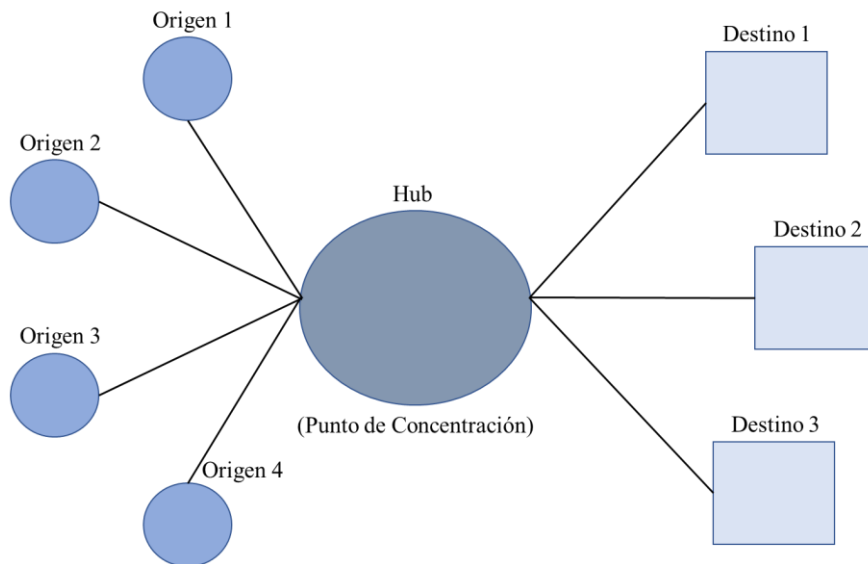 Origen 1
Origen 2
Origen 3
Origen 4
Hub
(Punto de Concentración)
Destino 1
Destino 2
Destino 3